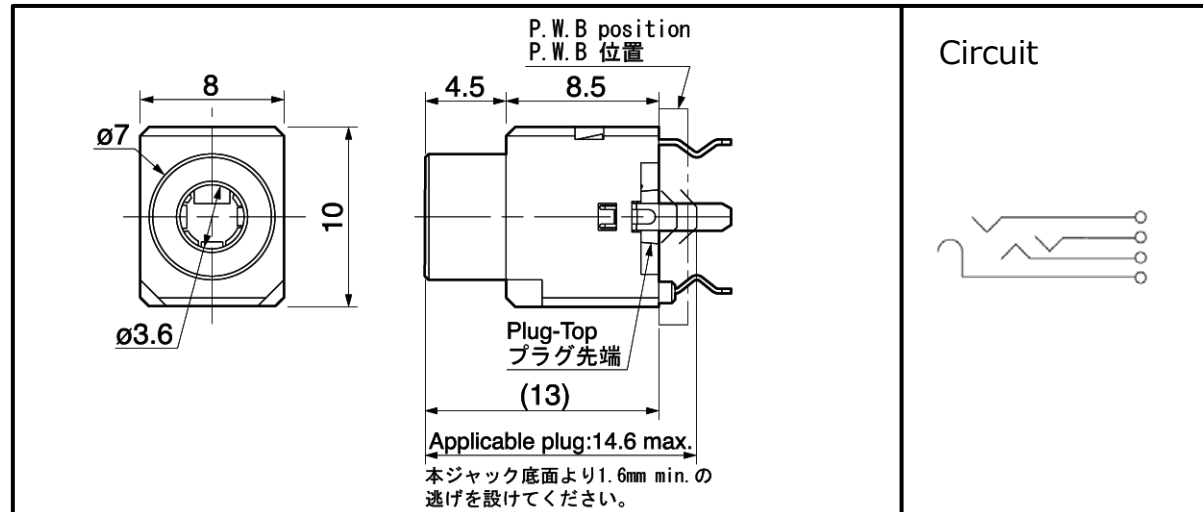 P.W.B position
P.W.B 位置
Circuit
8
4.5
8.5
ø7
10
ø3.6
Plug-Top
プラグ先端
(13)
Applicable plug:14.6 max.
本ジャック底面より1.6mm min.の
逃げを設けてください。